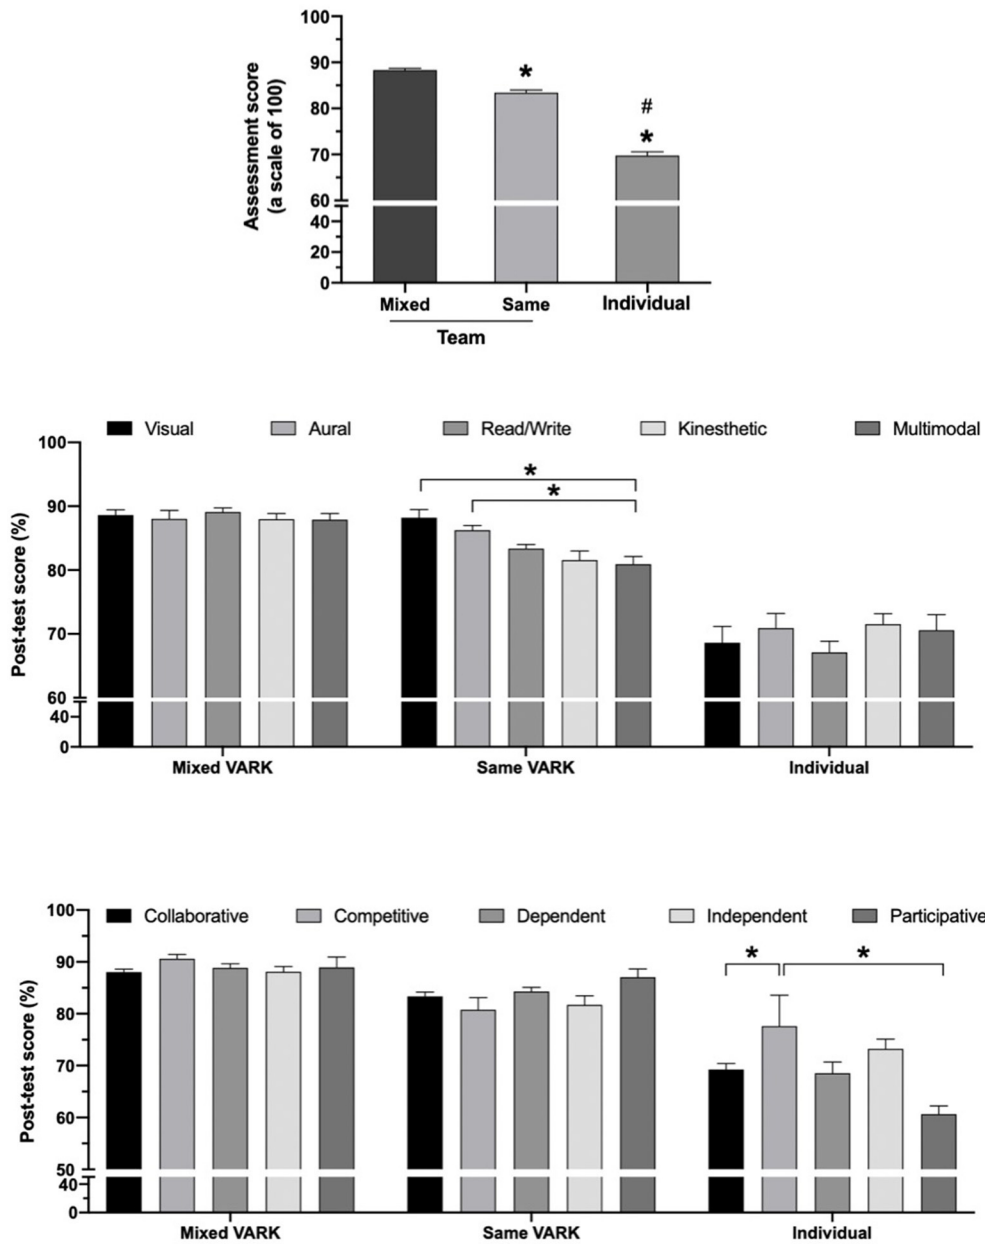 100
90
80
70
60
40
20
0
Assessment score
(a scale of 100)
*
#
*
Mixed Same Individual
Team
Visual Aural Read/Write Kinesthetic Multimodal
100
90
80
70
60
40
0
Post-test score (%)
*
*
Mixed VARK Same VARK Individual
Collaborative Competitive Dependent Independent Participative
100
90
80
70
60
50
40
0
Post-test score (%)
* *
Mixed VARK Same VARK Individual